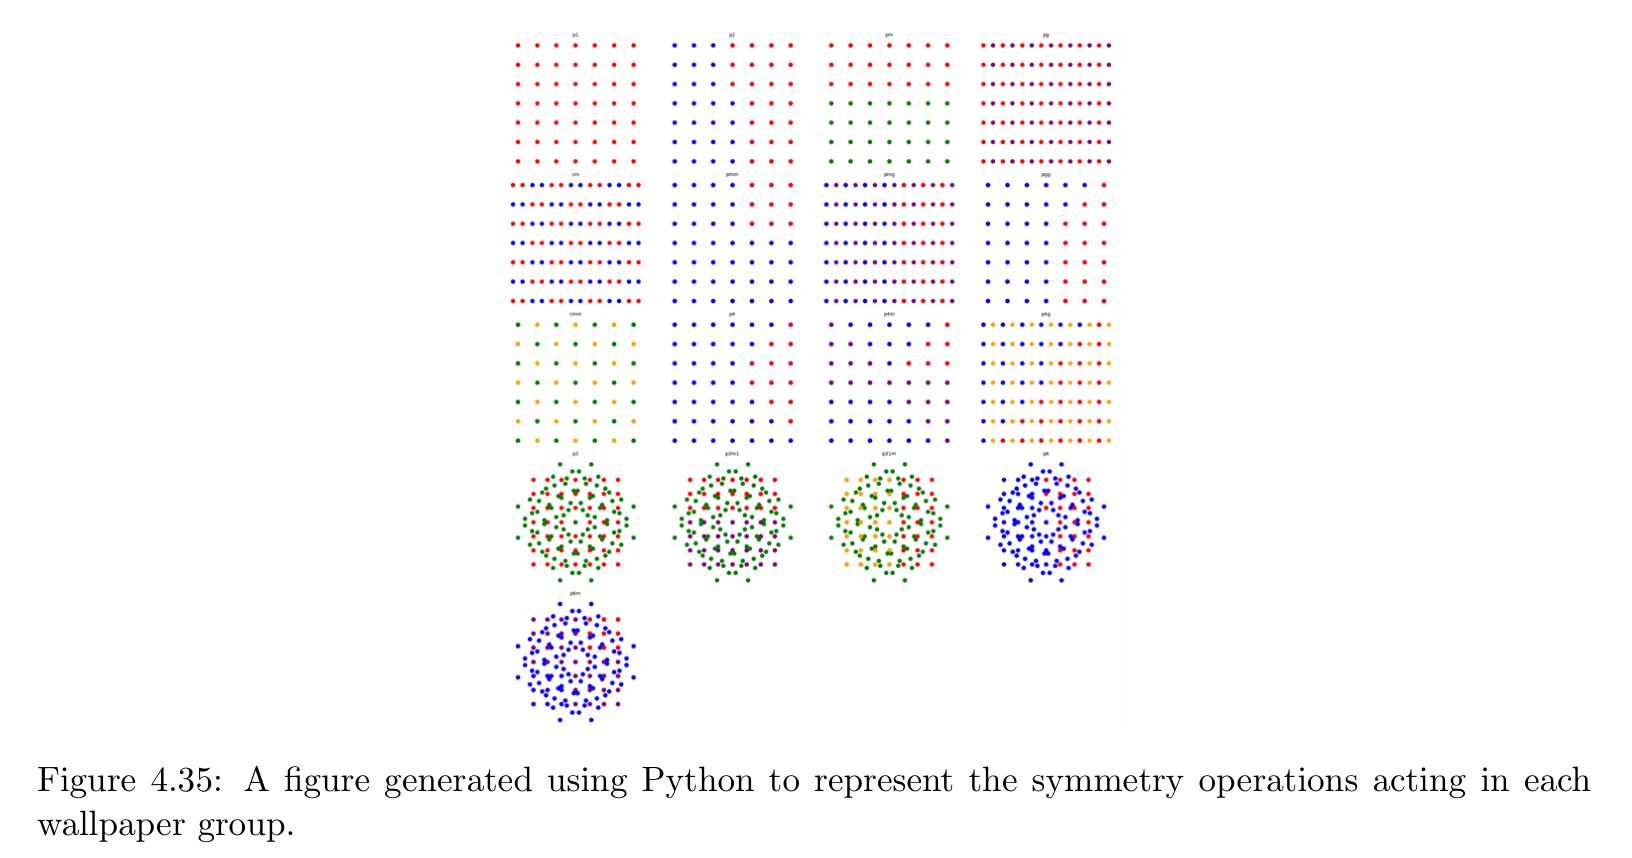 p1 p2 pm pg
cm pmm pmg pgg
cmm p4 p4m p4g
p3 p3m1 p31m p6
p6m
Figure 4.35: A figure generated using Python to represent the symmetry operations acting in each
wallpaper group.